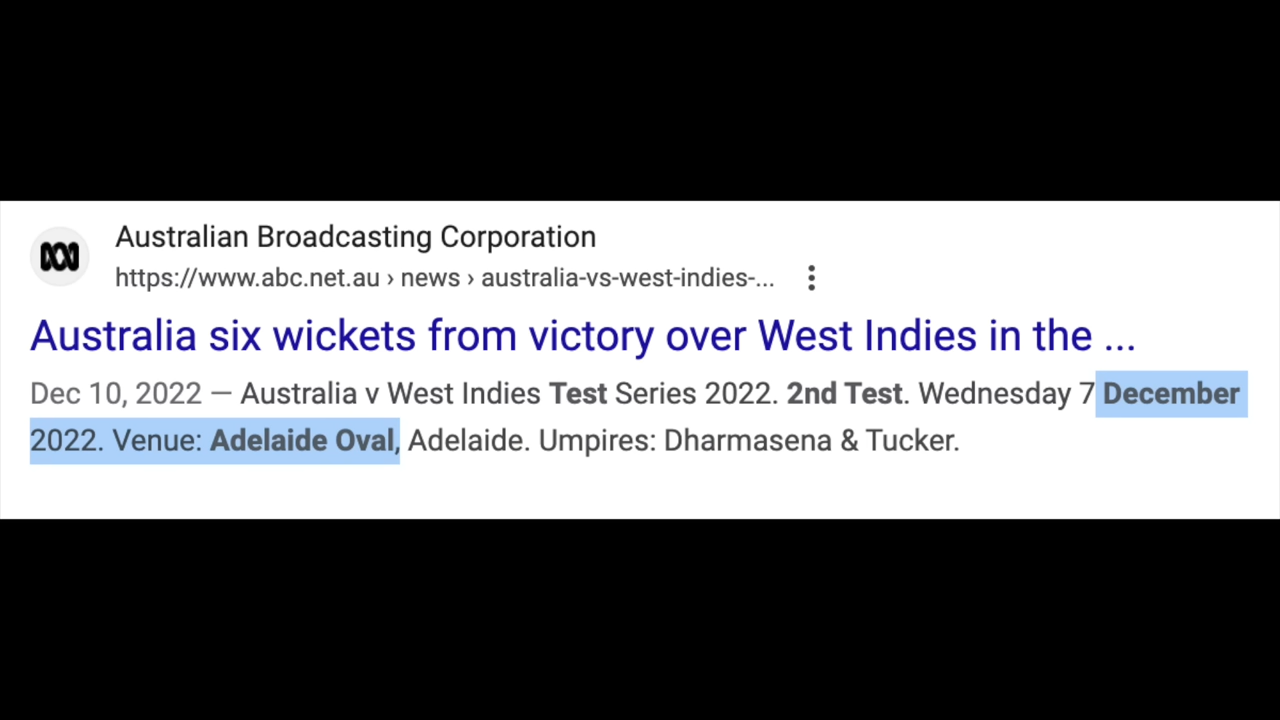 Australian Broadcasting Corporation
https://www.abc.net.au › news › australia-vs-west-indies-...
Australia six wickets from victory over West Indies in the ...
Dec 10, 2022 — Australia v West Indies Test Series 2022. 2nd Test. Wednesday 7 December
2022. Venue: Adelaide Oval, Adelaide. Umpires: Dharmasena & Tucker.